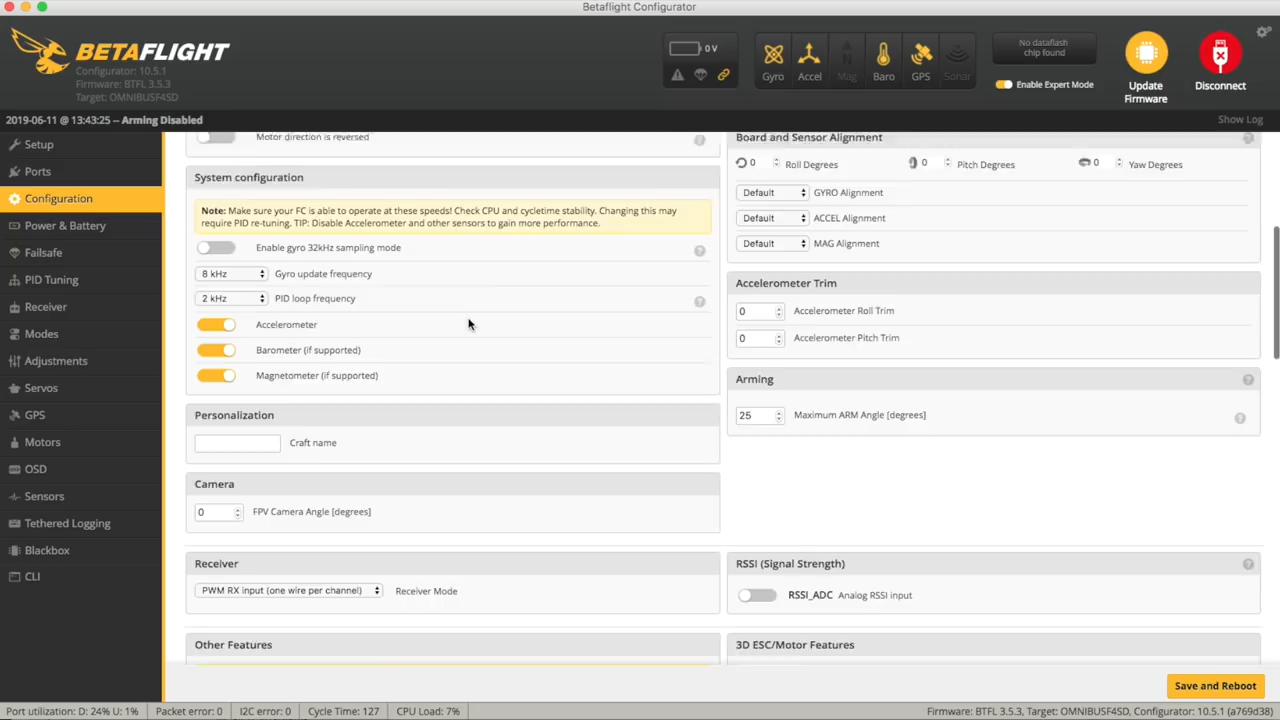 Betaflight Configurator
BETAFLIGHT
Configurator: 10.5.1
Firmware: BTFL 3.5.3
Target: OMNIBUSF4SD
0 V
Gyro
Accel
Mag
Baro
GPS
Sonar
No dataflash
chip found
Enable Expert Mode
Update
Firmware
Disconnect
2019-06-11 @ 13:43:25 -- Arming Disabled
Show Log
Setup
Ports
Configuration
Power & Battery
Failsafe
PID Tuning
Receiver
Modes
Adjustments
Servos
GPS
Motors
OSD
Sensors
Tethered Logging
Blackbox
CLI
Motor direction is reversed
System configuration
Note: Make sure your FC is able to operate at these speeds! Check CPU and cycletime stability. Changing this may
require PID re-tuning. TIP: Disable Accelerometer and other sensors to gain more performance.
Enable gyro 32kHz sampling mode
8 kHz Gyro update frequency
2 kHz PID loop frequency
Accelerometer
Barometer (if supported)
Magnetometer (if supported)
Personalization
Craft name
Camera
0 FPV Camera Angle [degrees]
Receiver
PWM RX input (one wire per channel) Receiver Mode
Other Features
Board and Sensor Alignment
0 Roll Degrees 0 Pitch Degrees 0 Yaw Degrees
Default GYRO Alignment
Default ACCEL Alignment
Default MAG Alignment
Accelerometer Trim
0 Accelerometer Roll Trim
0 Accelerometer Pitch Trim
Arming
25 Maximum ARM Angle [degrees]
RSSI (Signal Strength)
RSSI_ADC Analog RSSI input
3D ESC/Motor Features
Save and Reboot
Port utilization: D: 24% U: 1% Packet error: 0 I2C error: 0 Cycle Time: 127 CPU Load: 7% Firmware: BTFL 3.5.3, Target: OMNIBUSF4SD, Configurator: 10.5.1 (a769d38)